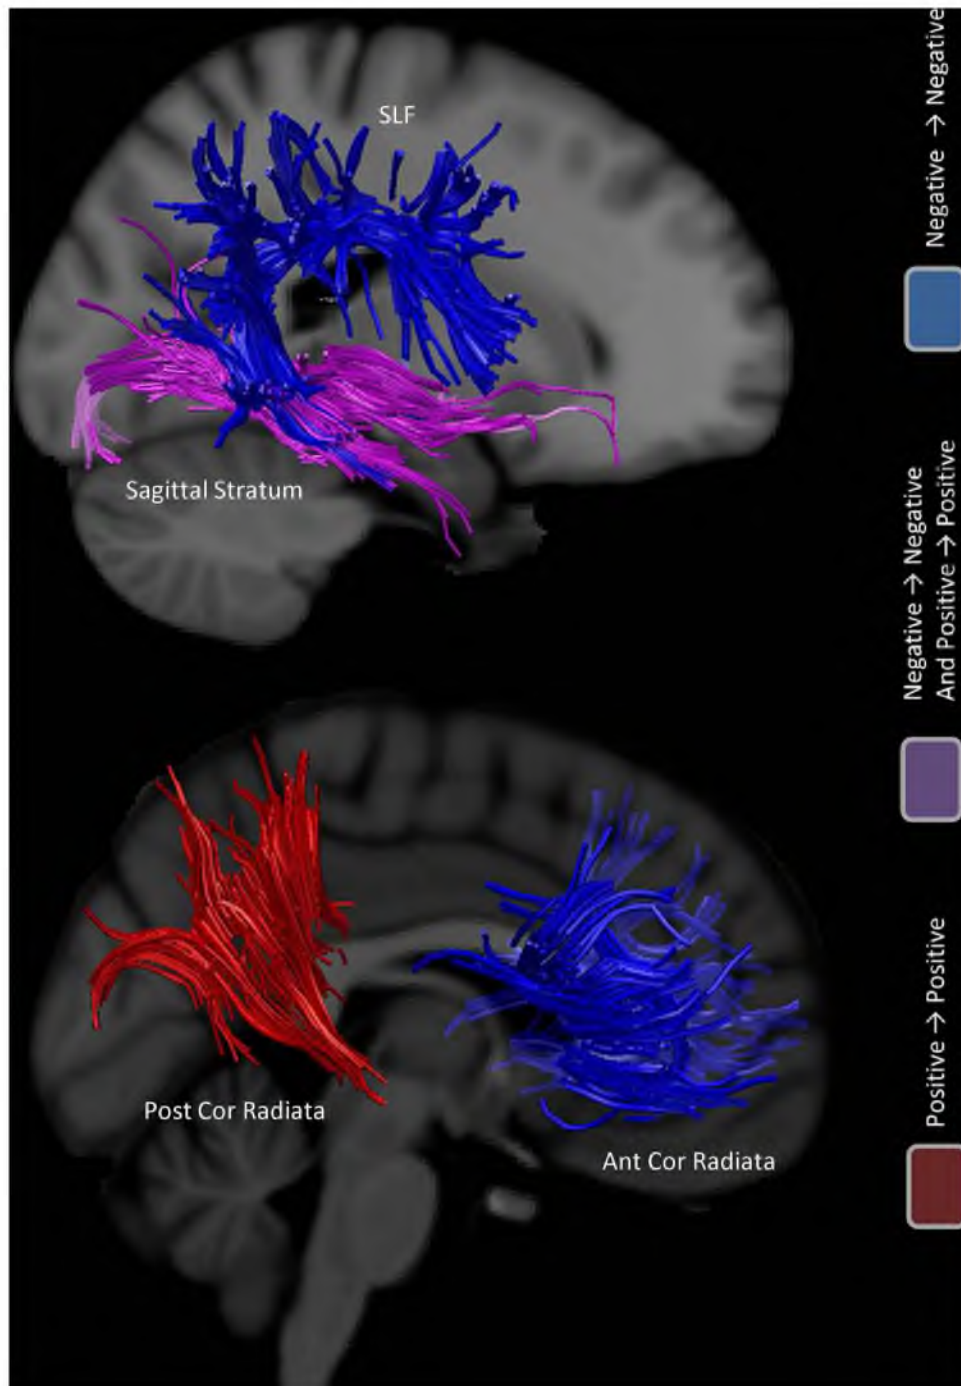 SLF
Sagittal Stratum
Post Cor Radiata
Ant Cor Radiata
Positive → Positive
Negative → Negative
And Positive → Positive
Negative → Negative